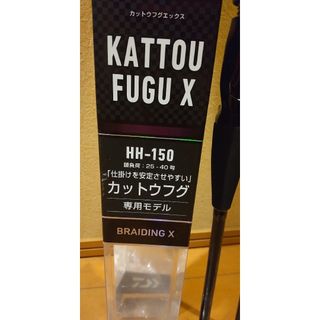 カットウフグエックス
KATTOU
FUGU X
HH-150
錘負荷：25-40号
「仕掛けを安定させやすい」
カットウフグ
専用モデル
BRAIDING X